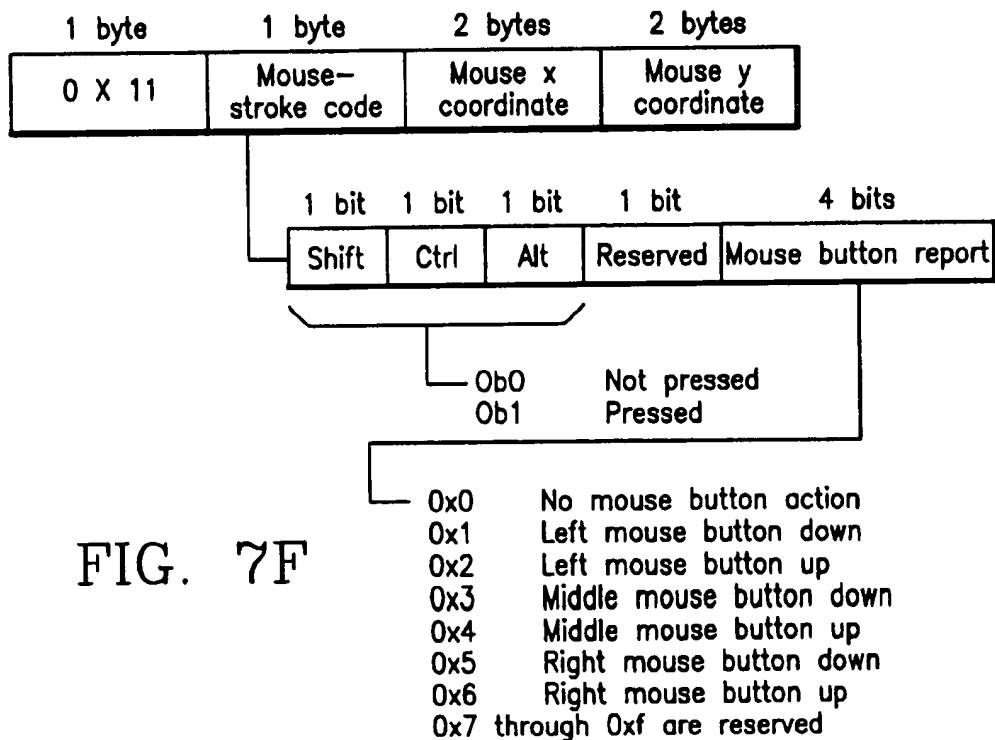 1 byte 1 byte 2 bytes 2 bytes
0 X 11 Mouse-stroke code Mouse x coordinate Mouse y coordinate
1 bit 1 bit 1 bit 1 bit 4 bits
Shift Ctrl Alt Reserved Mouse button report
0b0 Not pressed
0b1 Pressed
0x0 No mouse button action
0x1 Left mouse button down
0x2 Left mouse button up
0x3 Middle mouse button down
0x4 Middle mouse button up
0x5 Right mouse button down
0x6 Right mouse button up
0x7 through 0xf are reserved
FIG. 7F